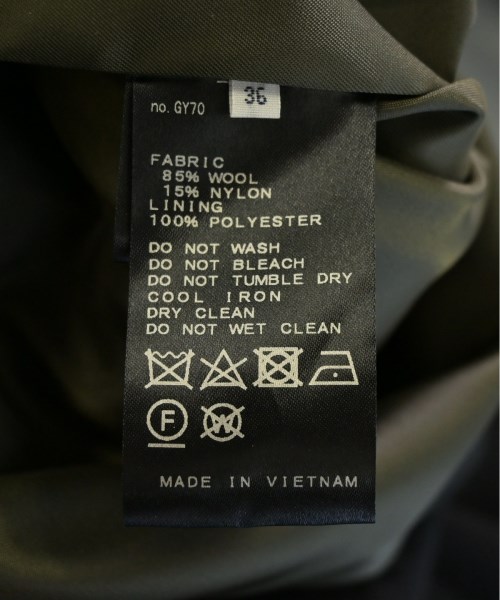 36
no. GY70
FABRIC
85% WOOL
15% NYLON
LINING
100% POLYESTER
DO NOT WASH
DO NOT BLEACH
DO NOT TUMBLE DRY
COOL IRON
DRY CLEAN
DO NOT WET CLEAN
F W
MADE IN VIETNAM